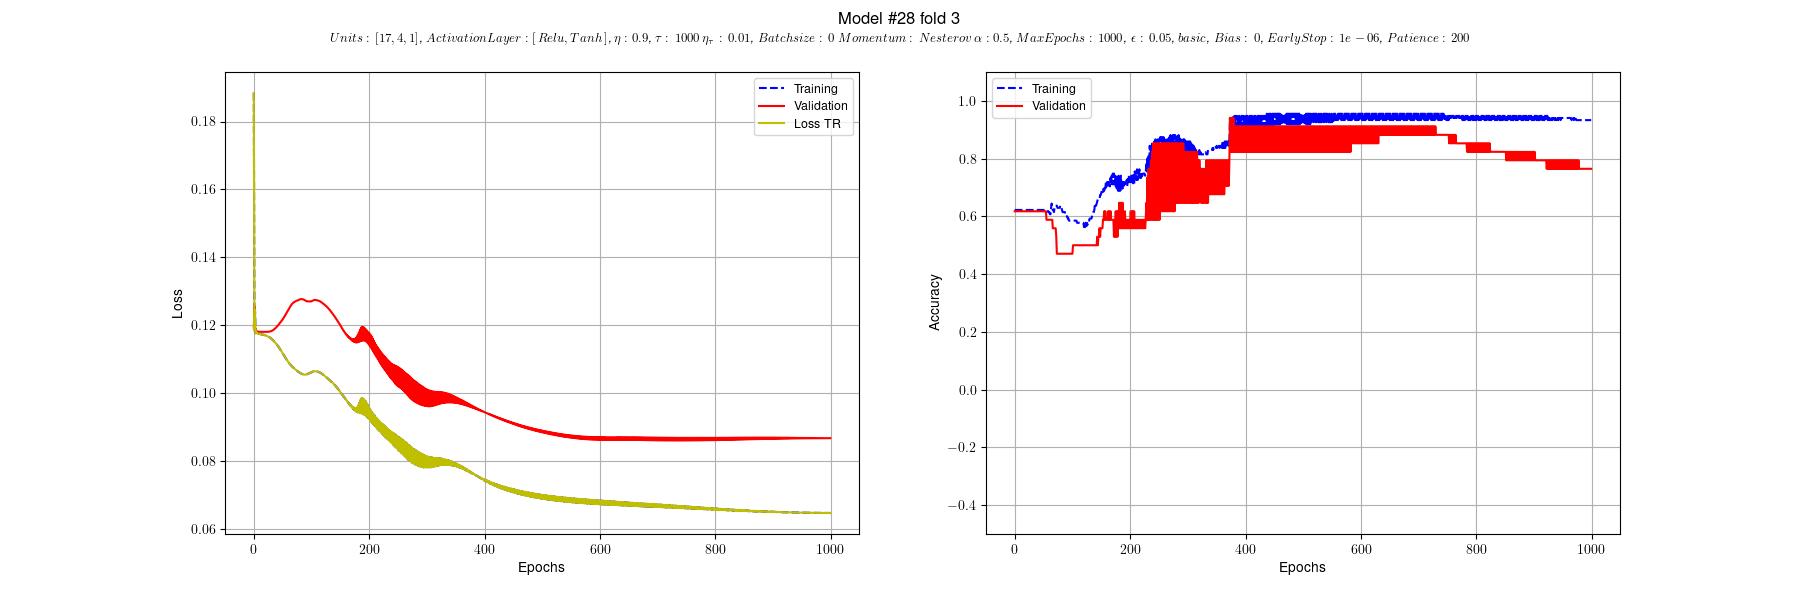 Model #28 fold 3
Units : [17, 4, 1], ActivationLayer : [Relu, Tanh], η : 0.9, τ : 1000 ητ : 0.01, Batchsize : 0 Momentum : Nesterov α : 0.5, MaxEpochs : 1000, ϵ : 0.05, basic, Bias : 0, EarlyStop : 1e − 06, Patience : 200
Training
Validation
Loss TR
0.18
0.16
0.14
0.12
0.10
0.08
0.06
Loss
0 200 400 600 800 1000
Epochs
Training
Validation
1.0
0.8
0.6
0.4
0.2
0.0
−0.2
−0.4
Accuracy
0 200 400 600 800 1000
Epochs